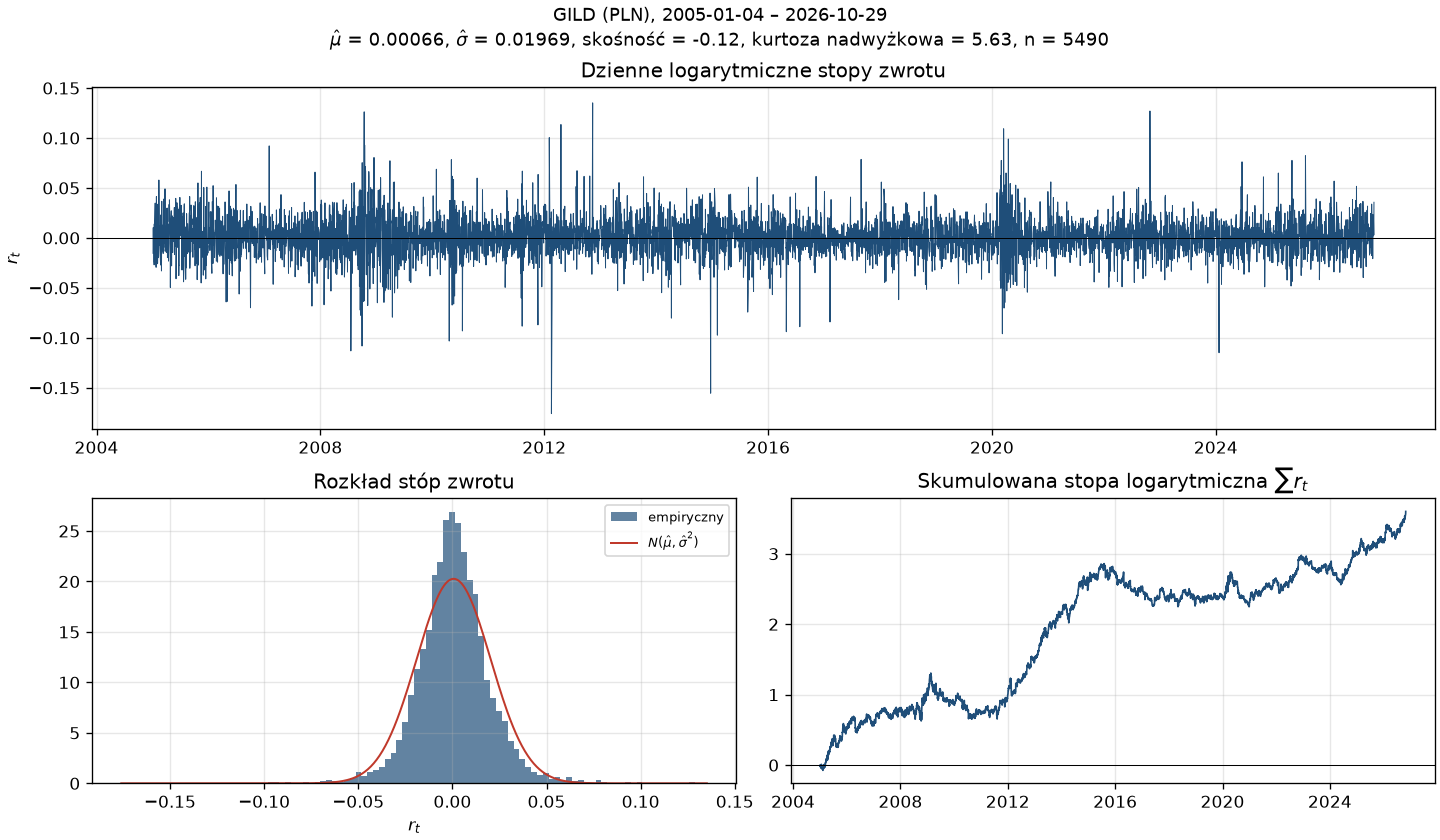 GILD (PLN), 2005-01-04 – 2026-10-29
μ̂ = 0.00066, σ̂ = 0.01969, skośność = -0.12, kurtoza nadwyżkowa = 5.63, n = 5490
Dzienne logarytmiczne stopy zwrotu
0.15
0.10
0.05
0.00
−0.05
−0.10
−0.15
r_t
2004 2008 2012 2016 2020 2024
Rozkład stóp zwrotu
25
20
15
10
5
0
empiryczny
N(μ̂, σ̂²)
−0.15 −0.10 −0.05 0.00 0.05 0.10 0.15
r_t
Skumulowana stopa logarytmiczna ∑r_t
3
2
1
0
2004 2008 2012 2016 2020 2024